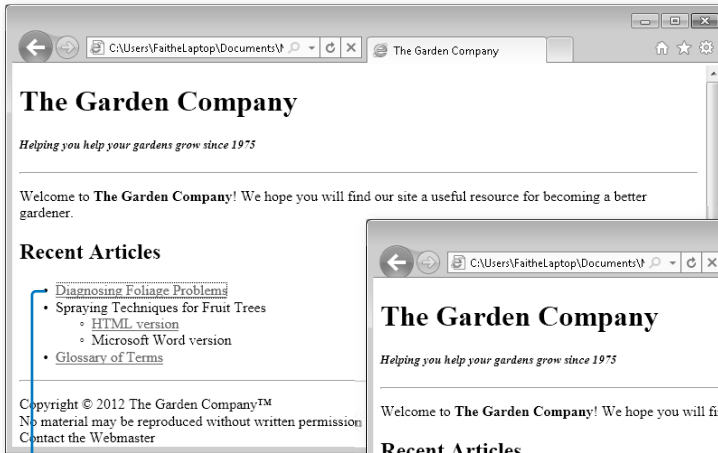 C:\Users\FaitheLaptop\Documents\
The Garden Company
The Garden Company
Helping you help your gardens grow since 1975
Welcome to The Garden Company! We hope you will find our site a useful resource for becoming a better
gardener.
Recent Articles
Diagnosing Foliage Problems
Spraying Techniques for Fruit Trees
HTML version
Microsoft Word version
Glossary of Terms
Copyright © 2012 The Garden Company™
No material may be reproduced without written permission
Contact the Webmaster
C:\Users\FaitheLaptop\Documents\
The Garden Company
Helping you help your gardens grow since 1975
Welcome to The Garden Company! We hope you will fi
Recent Articles